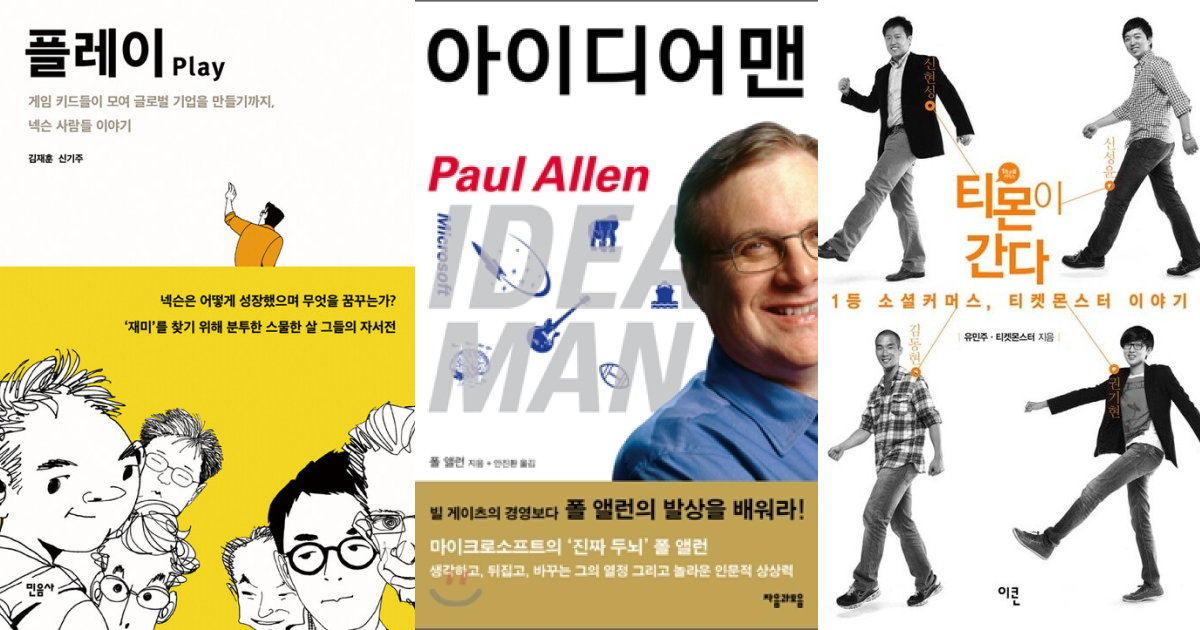 플레이 Play
게임 키드들이 모여 글로벌 기업을 만들기까지,
넥슨 사람들 이야기
김재훈 신기주
넥슨은 어떻게 성장했으며 무엇을 꿈꾸는가?
‘재미’를 찾기 위해 분투한 스물한 살 그들의 자서전
민음사
아이디어맨
Paul Allen
IDEA
MAN
Microsoft
폴 앨런 지음 • 안진환 옮김
빌 게이츠의 경영보다 폴 앨런의 발상을 배워라!
마이크로소프트의 ‘진짜 두뇌’ 폴 앨런
생각하고, 뒤집고, 바꾸는 그의 열정 그리고 놀라운 인문적 상상력
자음과모음
신현성
신성윤
티몬이
간다
1등 소셜커머스, 티켓몬스터 이야기
유민주 · 티켓몬스터 지음
김동현
권기현
이콘